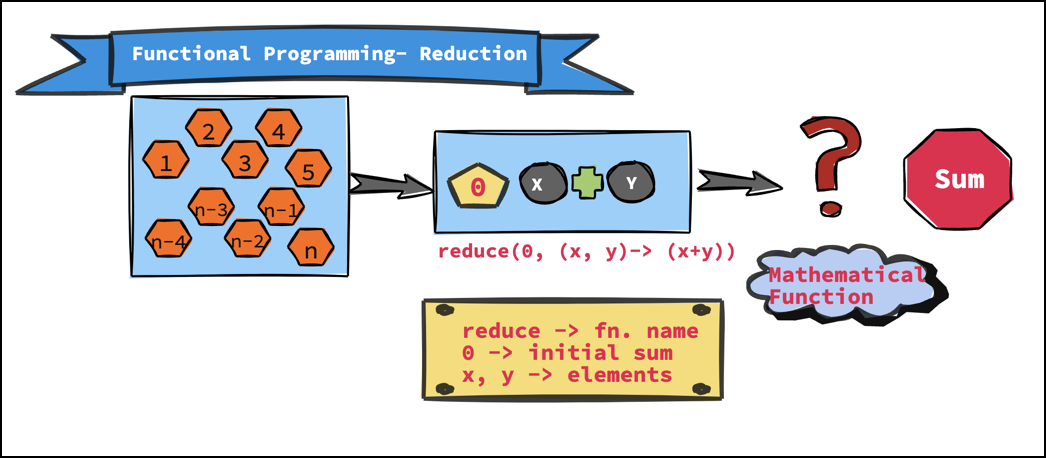 Functional Programming- Reduction
2
4
1
3
5
n-3
n-1
n-4
n-2
n
0
X
Y
reduce(0, (x, y)-> (x+y))
Sum
Mathematical
Function
reduce -> fn. name
0 -> initial sum
x, y -> elements